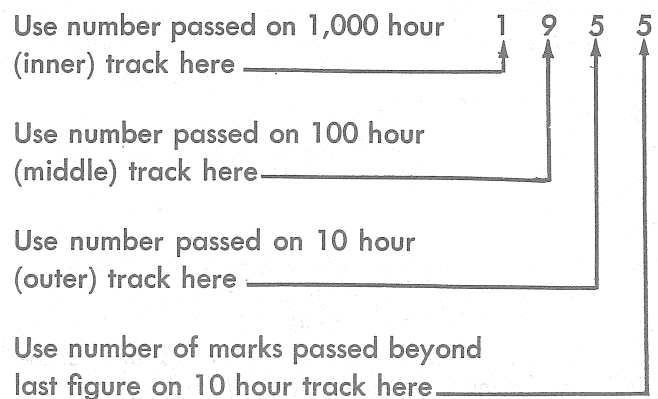 Use number passed on 1,000 hour 1 9 5 5
(inner) track here
Use number passed on 100 hour
(middle) track here
Use number passed on 10 hour
(outer) track here
Use number of marks passed beyond
last figure on 10 hour track here